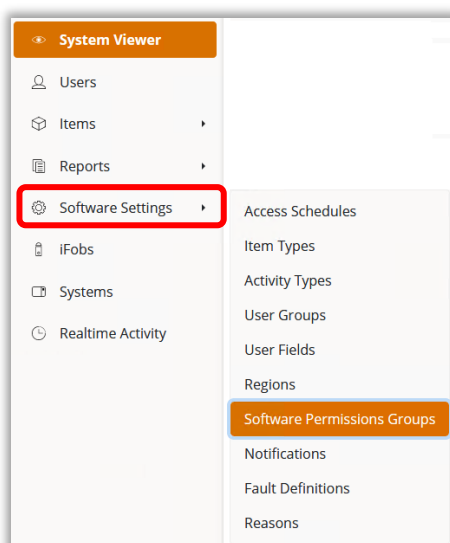 System Viewer
Users
Items
Reports
Software Settings
iFobs
Systems
Realtime Activity
Access Schedules
Item Types
Activity Types
User Groups
User Fields
Regions
Software Permissions Groups
Notifications
Fault Definitions
Reasons